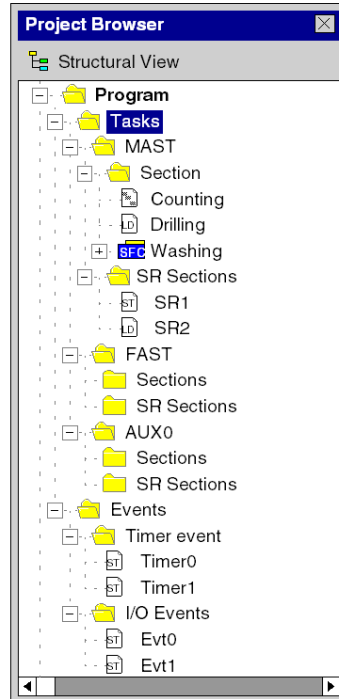 Project Browser
Structural View
Program
Tasks
MAST
Section
Counting
LD Drilling
SFC Washing
SR Sections
ST SR1
LD SR2
FAST
Sections
SR Sections
AUX0
Sections
SR Sections
Events
Timer event
ST Timer0
ST Timer1
I/O Events
ST Evt0
ST Evt1